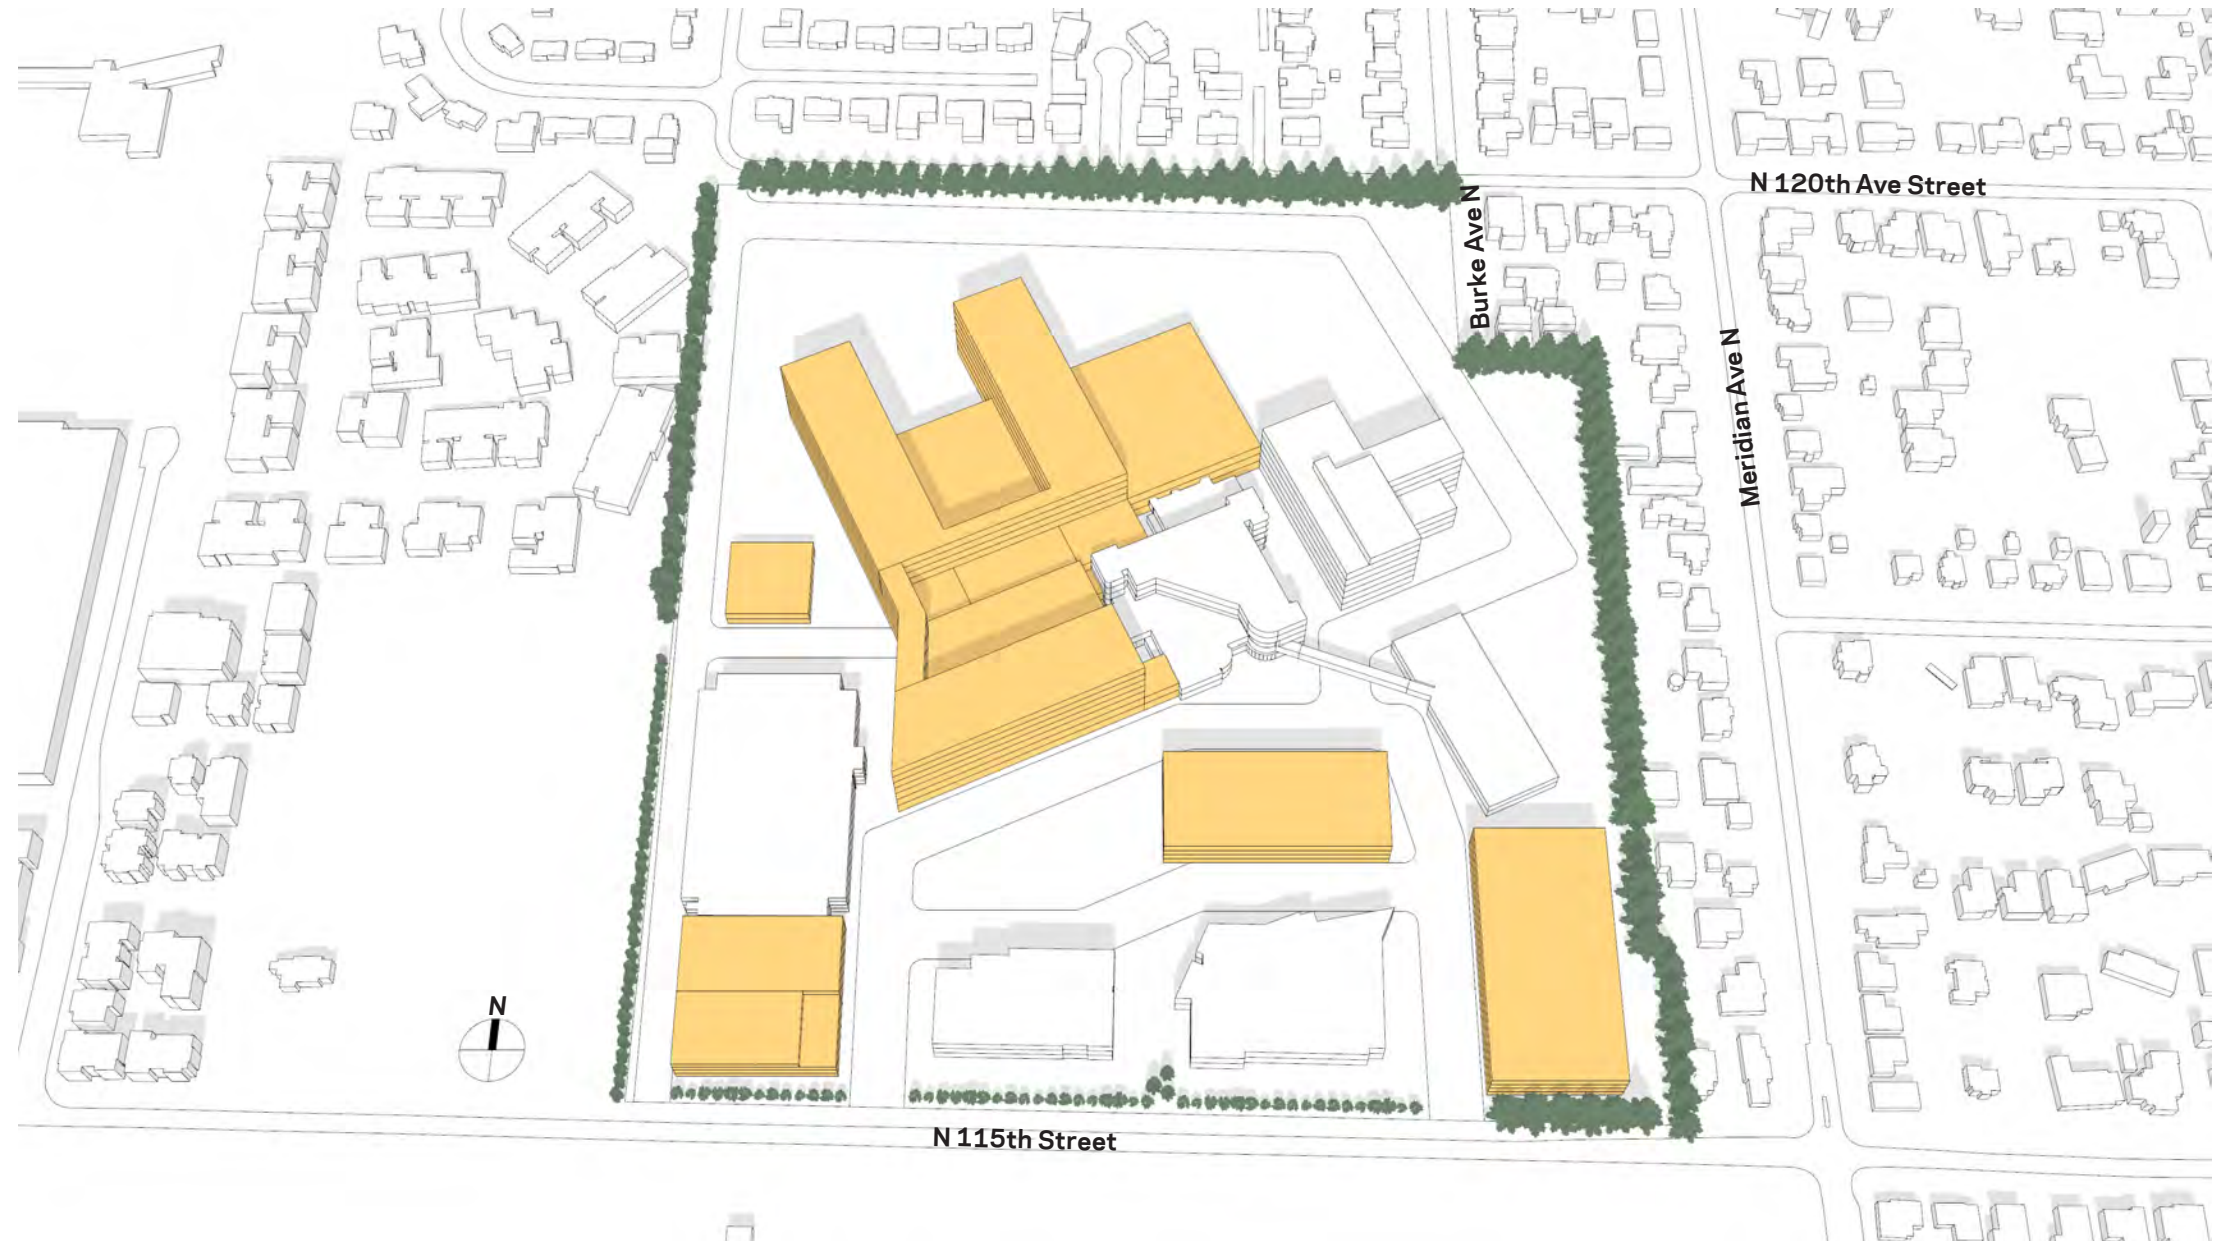 N 120th Ave Street
Burke Ave N
Meridian Ave N
N
N 115th Street